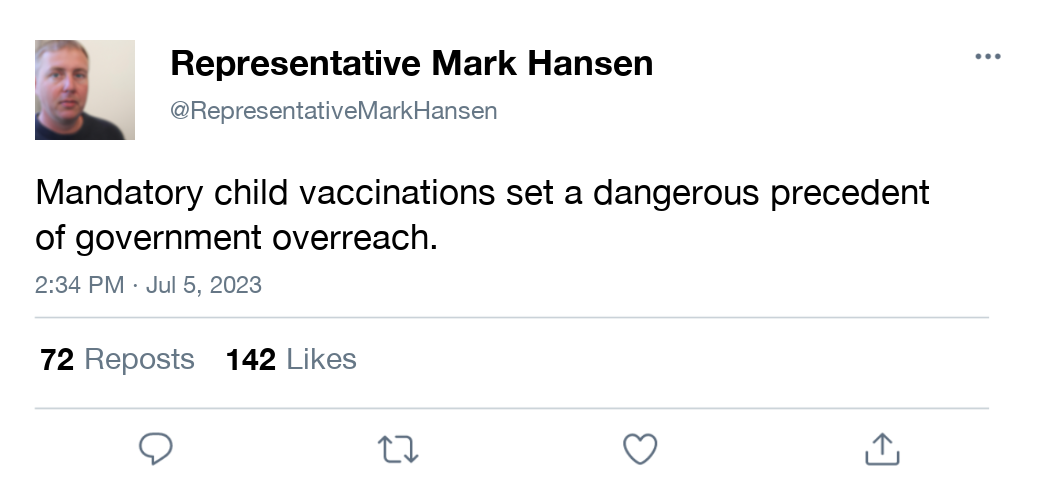 Representative Mark Hansen
@RepresentativeMarkHansen
Mandatory child vaccinations set a dangerous precedent
of government overreach.
2:34 PM · Jul 5, 2023
72 Reposts 142 Likes